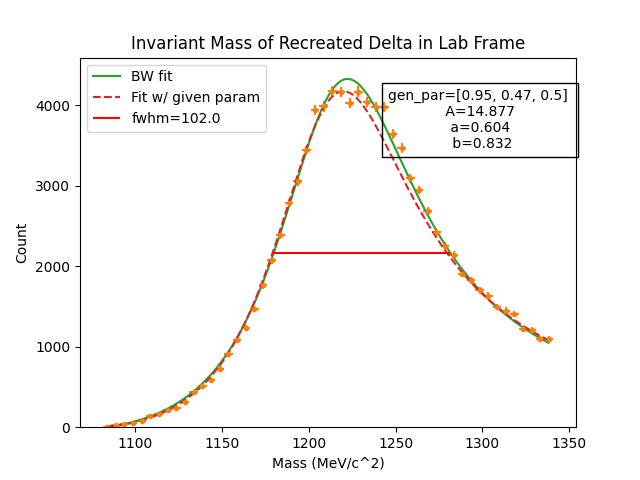 Invariant Mass of Recreated Delta in Lab Frame
BW fit
Fit w/ given param
fwhm=102.0
gen_par=[0.95, 0.47, 0.5]
A=14.877
a=0.604
b=0.832
Count
4000
3000
2000
1000
0
1100
1150
1200
1250
1300
1350
Mass (MeV/c^2)